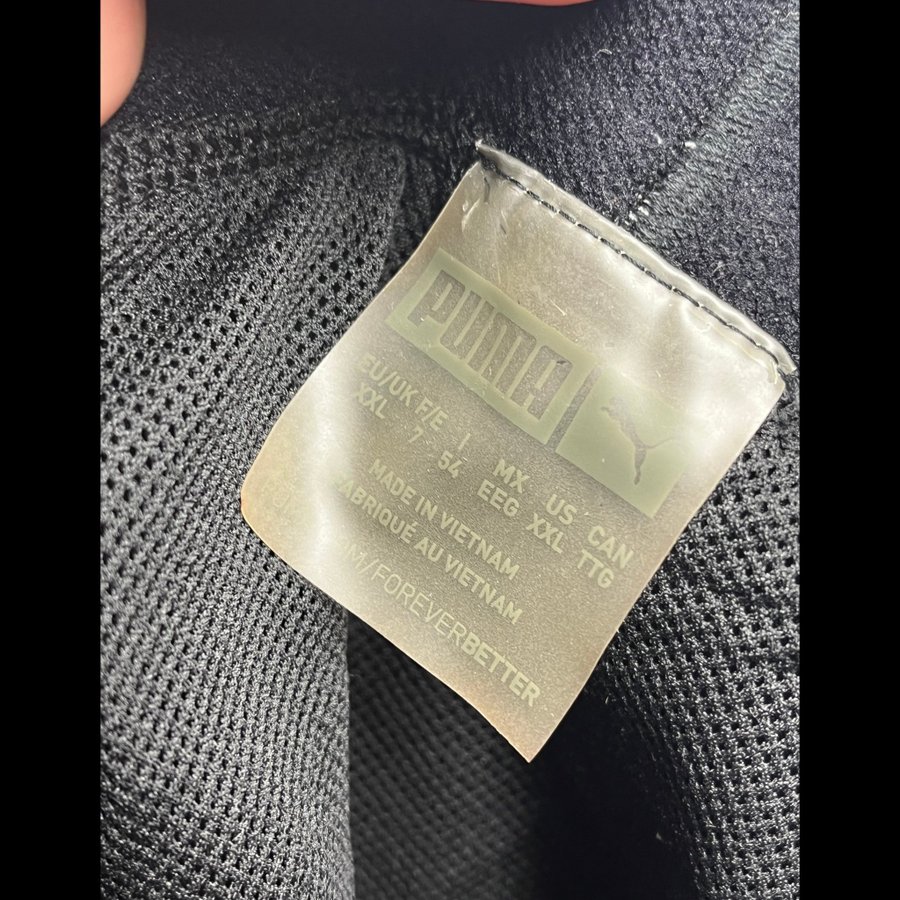 PUMA
EU/UK F/E I MX US CAN
XXL 7 54 EEG XXL TTG
MADE IN VIETNAM
FABRIQUÉ AU VIETNAM
FOREVERBETTER